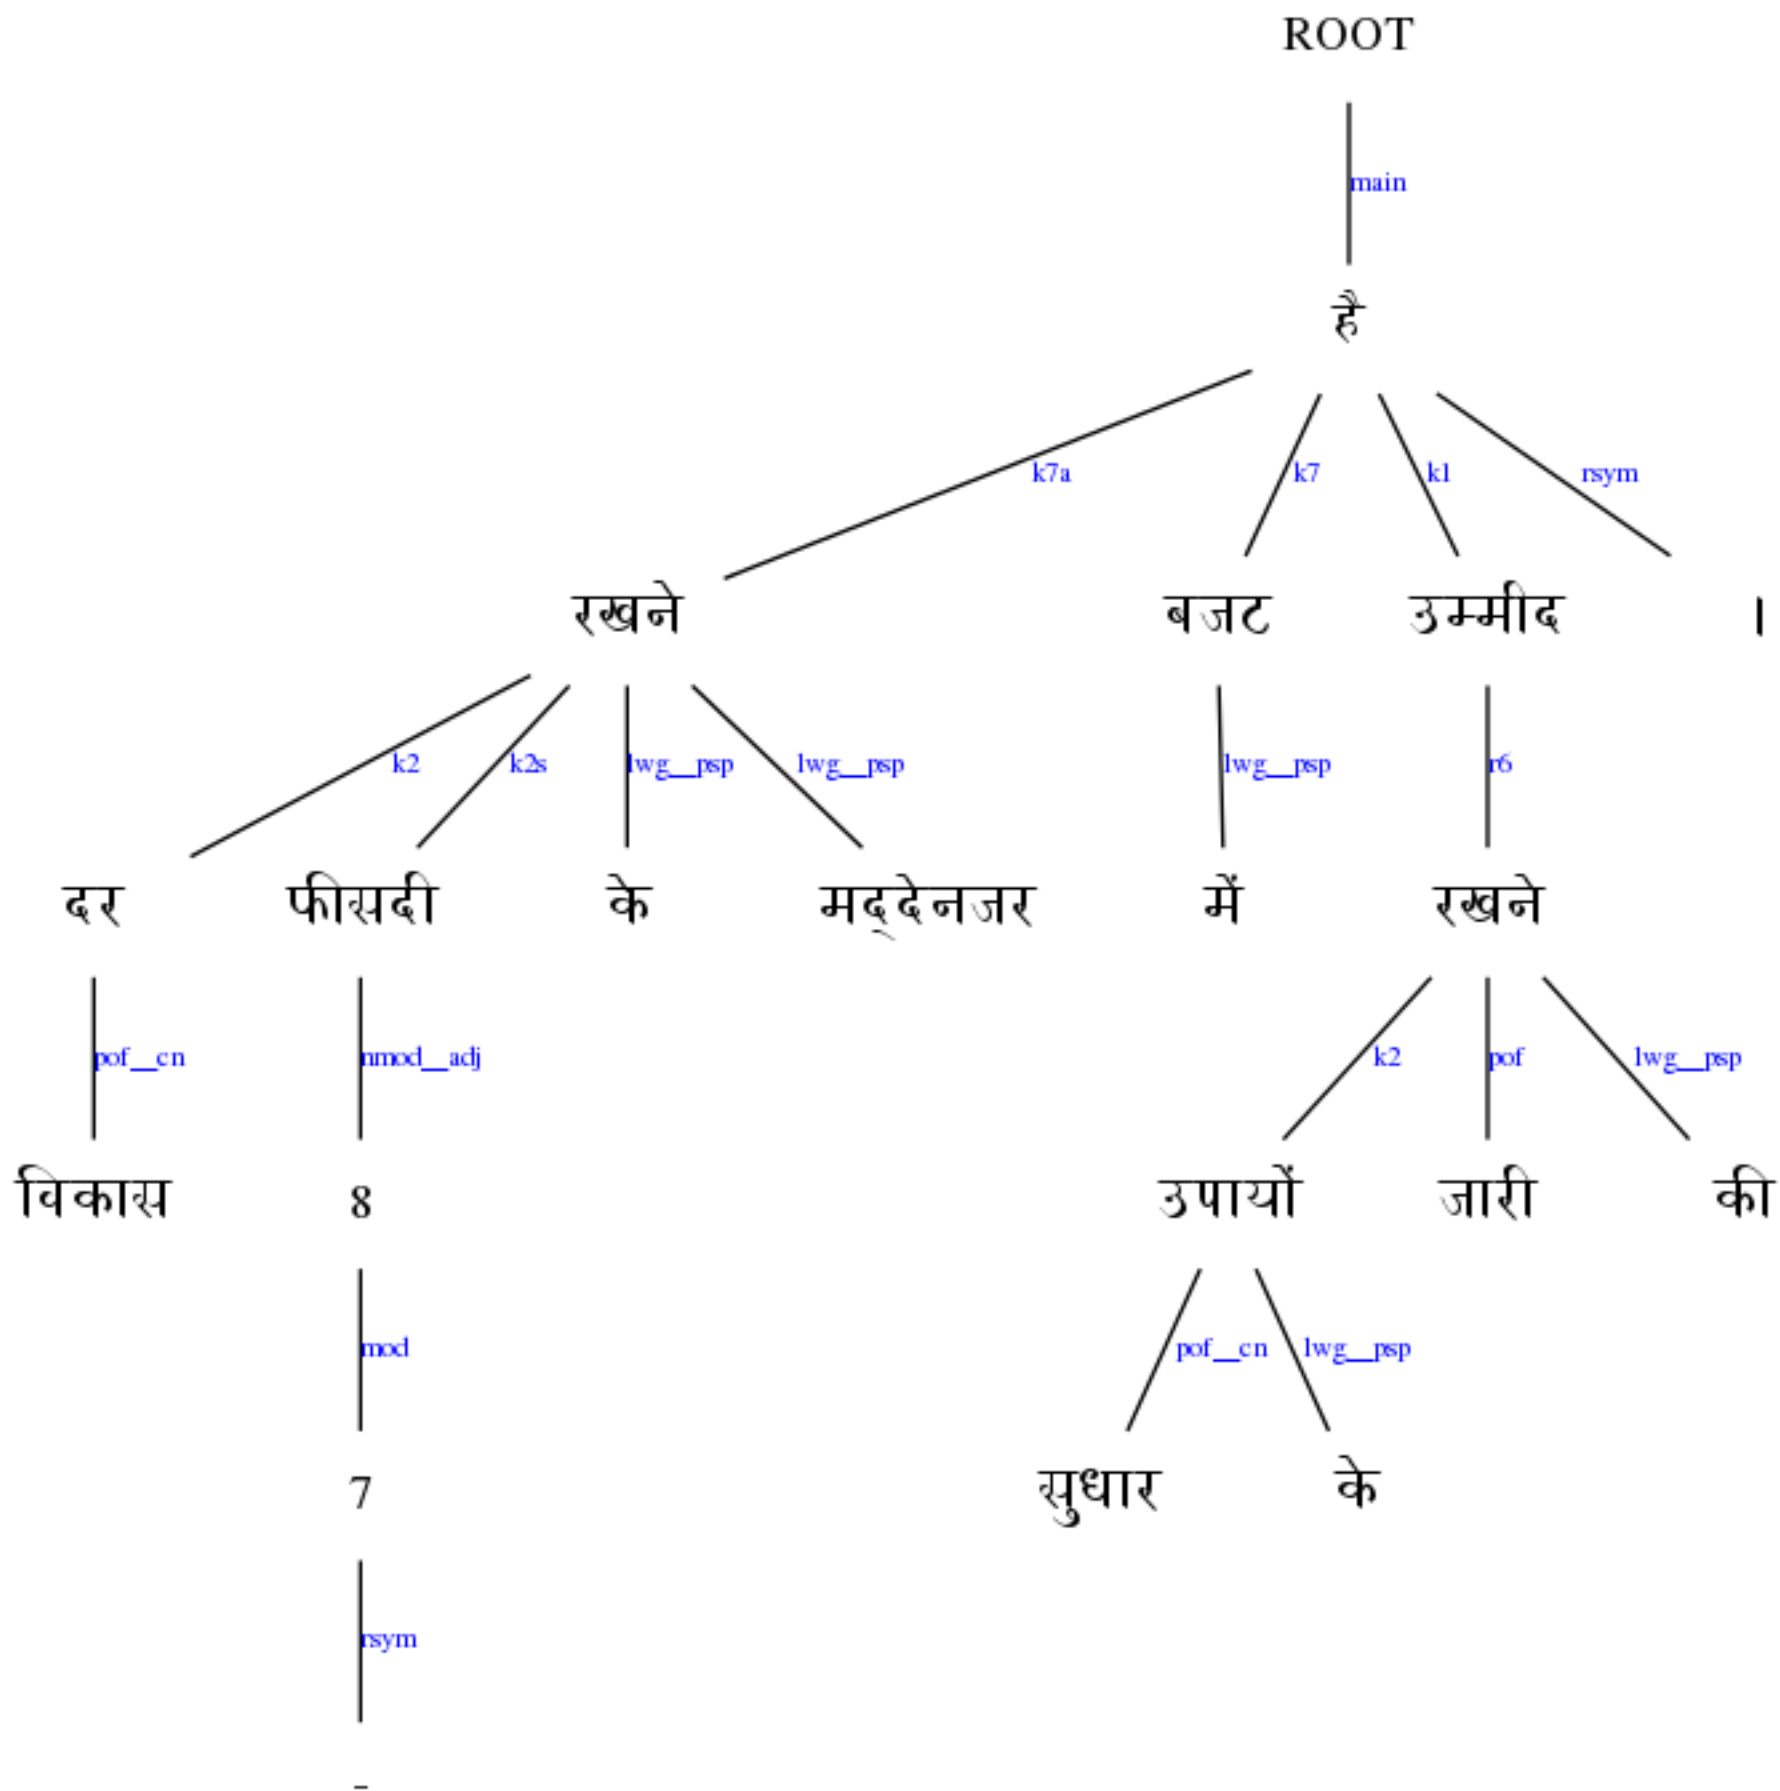 ROOT
main
है
k7a k7 k1 rsym
रखने बजट उम्मीद ।
k2 k2s lwg__psp lwg__psp lwg__psp r6
दर फीसदी के मद्देनजर में रखने
pof__cn nmod__adj k2 pof lwg__psp
विकास 8 उपायों जारी की
mod pof__cn lwg__psp
7 सुधार के
rsym
-